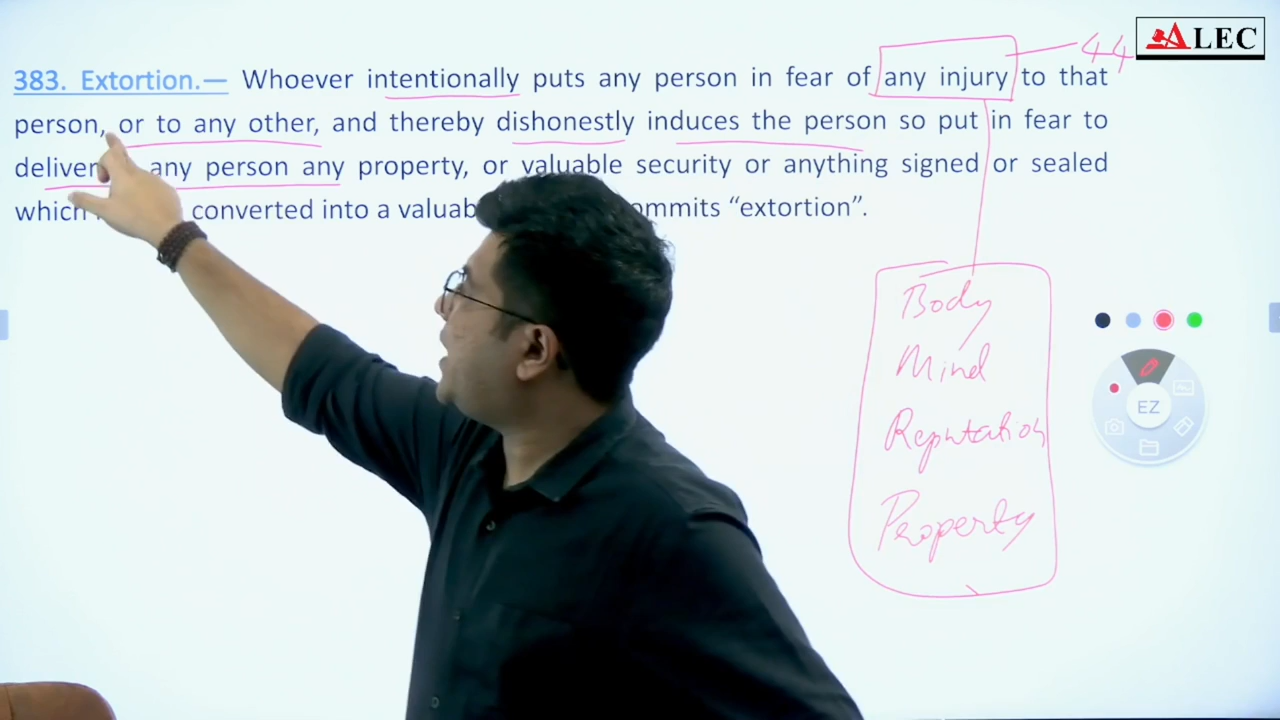 ALEC
44
383. Extortion.— Whoever intentionally puts any person in fear of any injury to that
person, or to any other, and thereby dishonestly induces the person so put in fear to
deliver any person any property, or valuable security or anything signed or sealed
which converted into a commits “extortion”.
Body
Mind
Reputation
Property
EZ